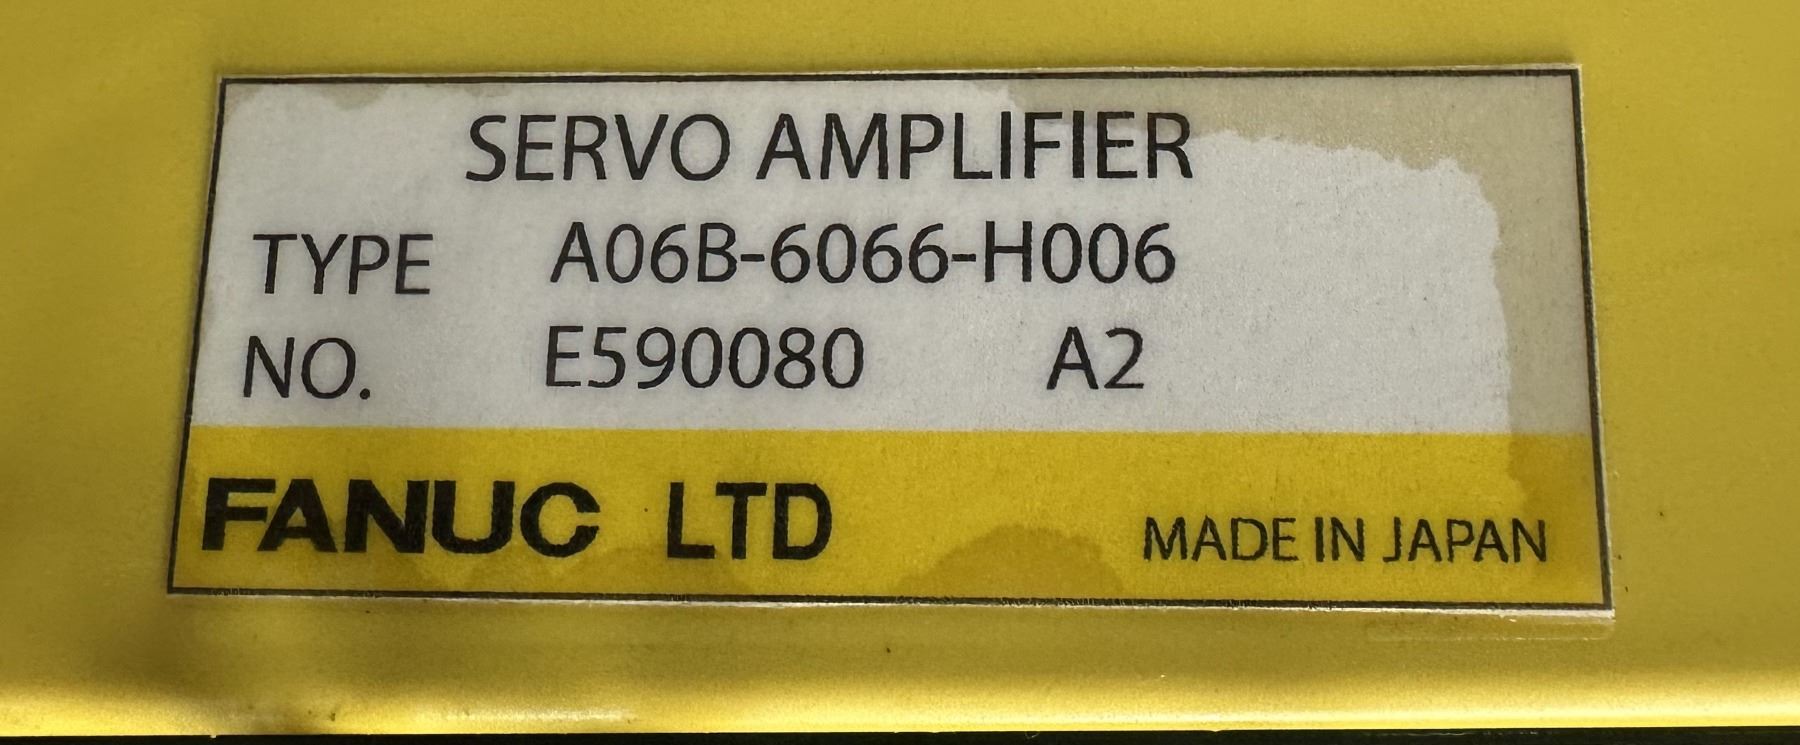 SERVO AMPLIFIER
TYPE A06B-6066-H006
NO. E590080 A2
FANUC LTD MADE IN JAPAN